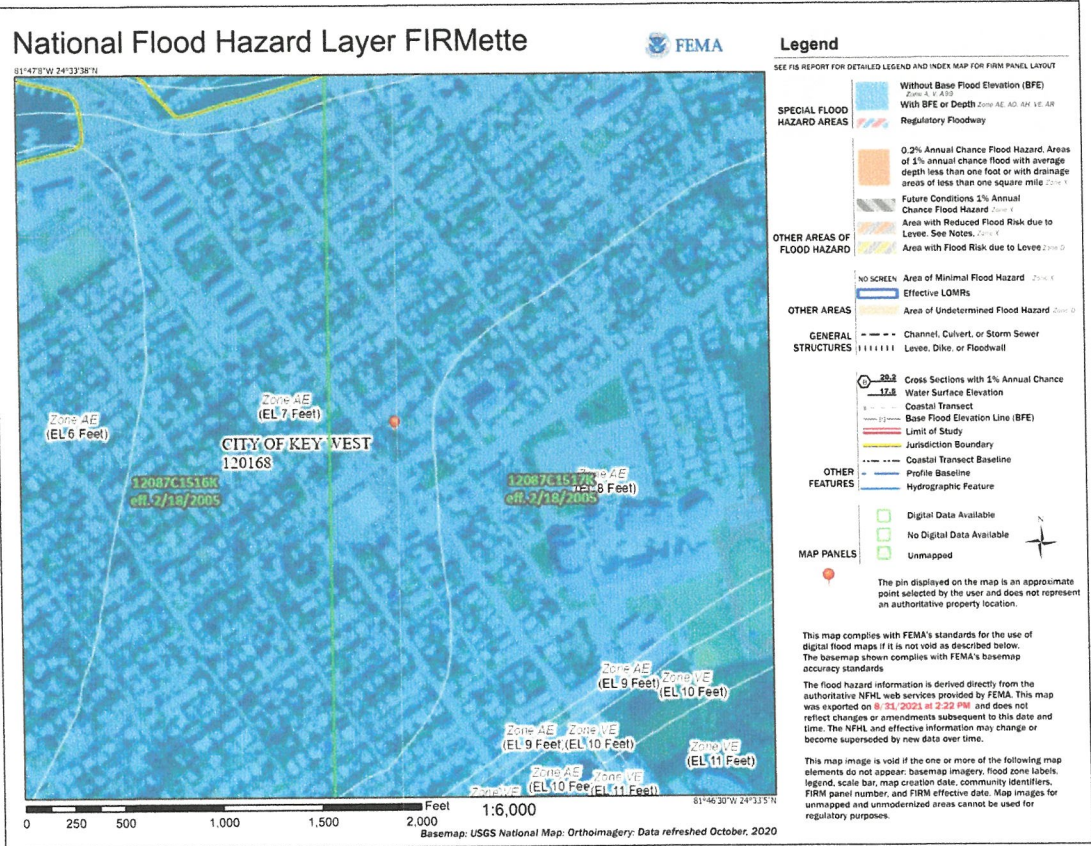 National Flood Hazard Layer FIRMette
FEMA
81°47'8"W 24°33'38"N
Zone AE
(EL 6 Feet)
Zone AE
(EL 7 Feet)
CITY OF KEY WEST
120168
12087C1516K
eff. 2/18/2005
12087C1517K
eff. 2/18/2005
Zone AE
(EL 8 Feet)
Zone AE
(EL 9 Feet)
Zone VE
(EL 10 Feet)
Zone AE
(EL 9 Feet)
Zone VE
(EL 10 Feet)
Zone VE
(EL 11 Feet)
Zone AE
(EL 10 Feet
Zone VE
(EL 11 Feet)
Zone VE
0 250 500 1,000 1,500 2,000
Feet
1:6,000
81°46'30"W 24°33'5"N
Basemap: USGS National Map: Orthoimagery: Data refreshed October, 2020
Legend
SEE FIS REPORT FOR DETAILED LEGEND AND INDEX MAP FOR FIRM PANEL LAYOUT
SPECIAL FLOOD
HAZARD AREAS
Without Base Flood Elevation (BFE)
Zone A, V, A99
With BFE or Depth Zone AE, AO, AH, VE, AR
Regulatory Floodway
OTHER AREAS OF
FLOOD HAZARD
0.2% Annual Chance Flood Hazard, Areas
of 1% annual chance flood with average
depth less than one foot or with drainage
areas of less than one square mile Zone X
Future Conditions 1% Annual
Chance Flood Hazard Zone X
Area with Reduced Flood Risk due to
Levee. See Notes. Zone X
Area with Flood Risk due to Levee Zone D
OTHER AREAS
NO SCREEN Area of Minimal Flood Hazard Zone X
Effective LOMRs
Area of Undetermined Flood Hazard Zone D
GENERAL
STRUCTURES
Channel, Culvert, or Storm Sewer
Levee, Dike, or Floodwall
OTHER
FEATURES
B 20.2 Cross Sections with 1% Annual Chance
17.5 Water Surface Elevation
Coastal Transect
Base Flood Elevation Line (BFE)
Limit of Study
Jurisdiction Boundary
Coastal Transect Baseline
Profile Baseline
Hydrographic Feature
MAP PANELS
Digital Data Available
No Digital Data Available
Unmapped
N
The pin displayed on the map is an approximate
point selected by the user and does not represent
an authoritative property location.
This map complies with FEMA's standards for the use of
digital flood maps if it is not void as described below.
The basemap shown complies with FEMA's basemap
accuracy standards
The flood hazard information is derived directly from the
authoritative NFHL web services provided by FEMA. This map
was exported on 8/31/2021 at 2:22 PM and does not
reflect changes or amendments subsequent to this date and
time. The NFHL and effective information may change or
become superseded by new data over time.
This map image is void if the one or more of the following map
elements do not appear: basemap imagery, flood zone labels,
legend, scale bar, map creation date, community identifiers,
FIRM panel number, and FIRM effective date. Map images for
unmapped and unmodernized areas cannot be used for
regulatory purposes.